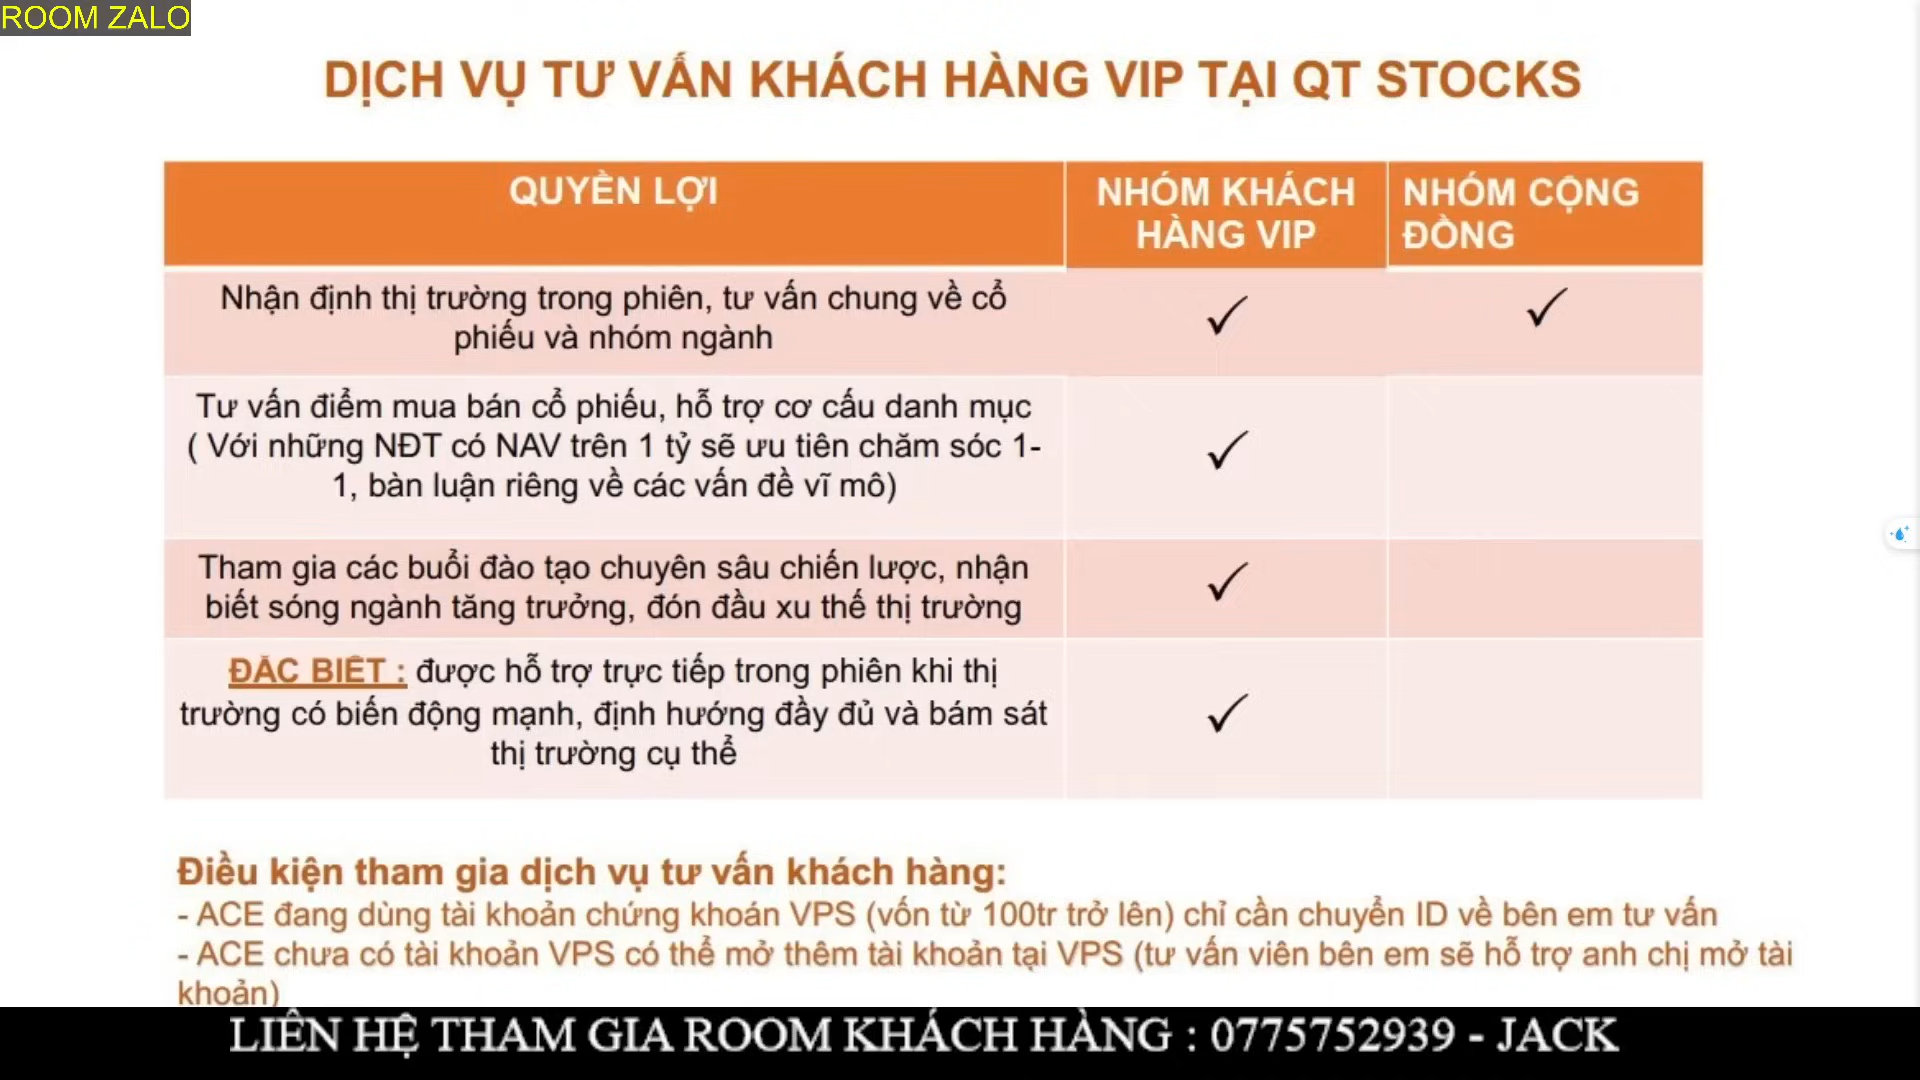 ROOM ZALO
DỊCH VỤ TƯ VẤN KHÁCH HÀNG VIP TẠI QT STOCKS
QUYỀN LỢI
NHÓM KHÁCH
HÀNG VIP
NHÓM CỘNG
ĐỒNG
Nhận định thị trường trong phiên, tư vấn chung về cổ
phiếu và nhóm ngành
✓
✓
Tư vấn điểm mua bán cổ phiếu, hỗ trợ cơ cấu danh mục
( Với những NĐT có NAV trên 1 tỷ sẽ ưu tiên chăm sóc 1-
1, bàn luận riêng về các vấn đề vĩ mô)
✓
Tham gia các buổi đào tạo chuyên sâu chiến lược, nhận
biết sóng ngành tăng trưởng, đón đầu xu thế thị trường
✓
ĐẶC BIỆT : được hỗ trợ trực tiếp trong phiên khi thị
trường có biến động mạnh, định hướng đầy đủ và bám sát
thị trường cụ thể
✓
Điều kiện tham gia dịch vụ tư vấn khách hàng:
- ACE đang dùng tài khoản chứng khoán VPS (vốn từ 100tr trở lên) chỉ cần chuyển ID về bên em tư vấn
- ACE chưa có tài khoản VPS có thể mở thêm tài khoản tại VPS (tư vấn viên bên em sẽ hỗ trợ anh chị mở tài
khoản)
LIÊN HỆ THAM GIA ROOM KHÁCH HÀNG : 0775752939 - JACK